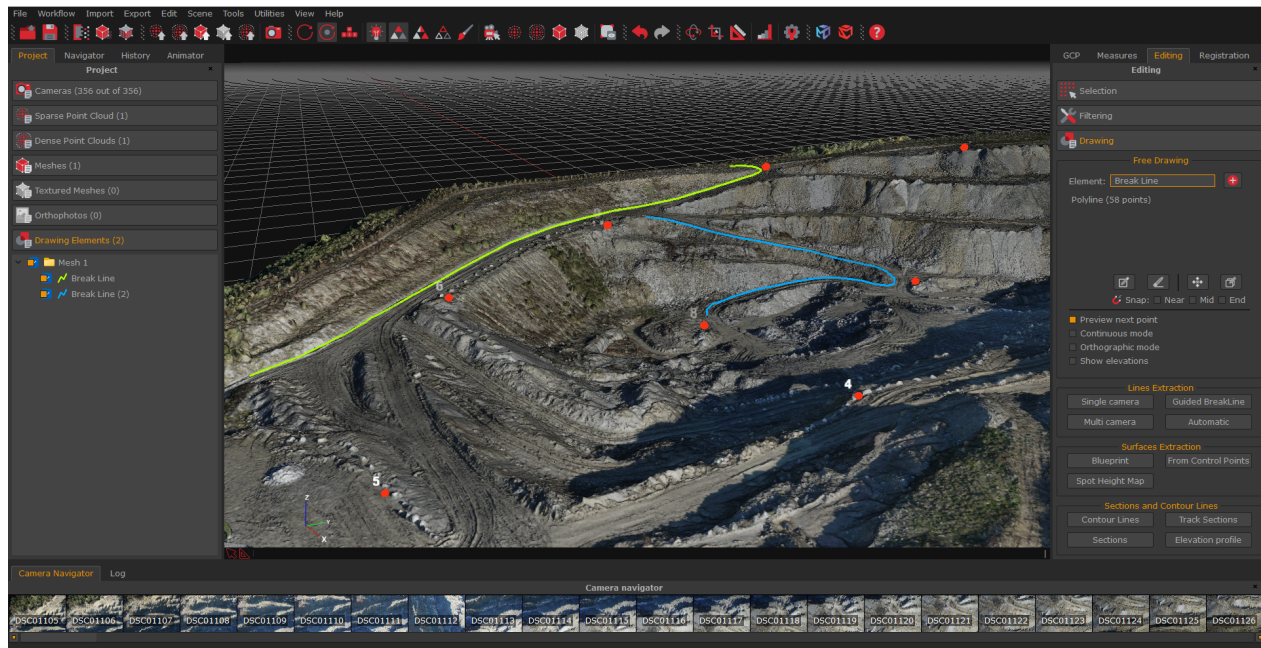 File Workflow Import Export Edit Scene Tools Utilities View Help
Project Navigator History Animator
Project
Cameras (356 out of 356)
Sparse Point Cloud (1)
Dense Point Clouds (1)
Meshes (1)
Textured Meshes (0)
Orthophotos (0)
Drawing Elements (2)
Mesh 1
Break Line
Break Line (2)
6
8
4
5
Z
Y
X
GCP Measures Editing Registration
Editing
Selection
Filtering
Drawing
Free Drawing
Element: Break Line
Polyline (58 points)
Snap: Near Mid End
Preview next point
Continuous mode
Orthographic mode
Show elevations
Lines Extraction
Single camera Guided BreakLine
Multi camera Automatic
Surfaces Extraction
Blueprint From Control Points
Spot Height Map
Sections and Contour Lines
Contour Lines Track Sections
Sections Elevation profile
Camera Navigator Log
Camera navigator
DSC01105 DSC01106 DSC01107 DSC01108 DSC01109 DSC01110 DSC01111 DSC01112 DSC01113 DSC01114 DSC01115 DSC01116 DSC01117 DSC01118 DSC01119 DSC01120 DSC01121 DSC01122 DSC01123 DSC01124 DSC01125 DSC01126